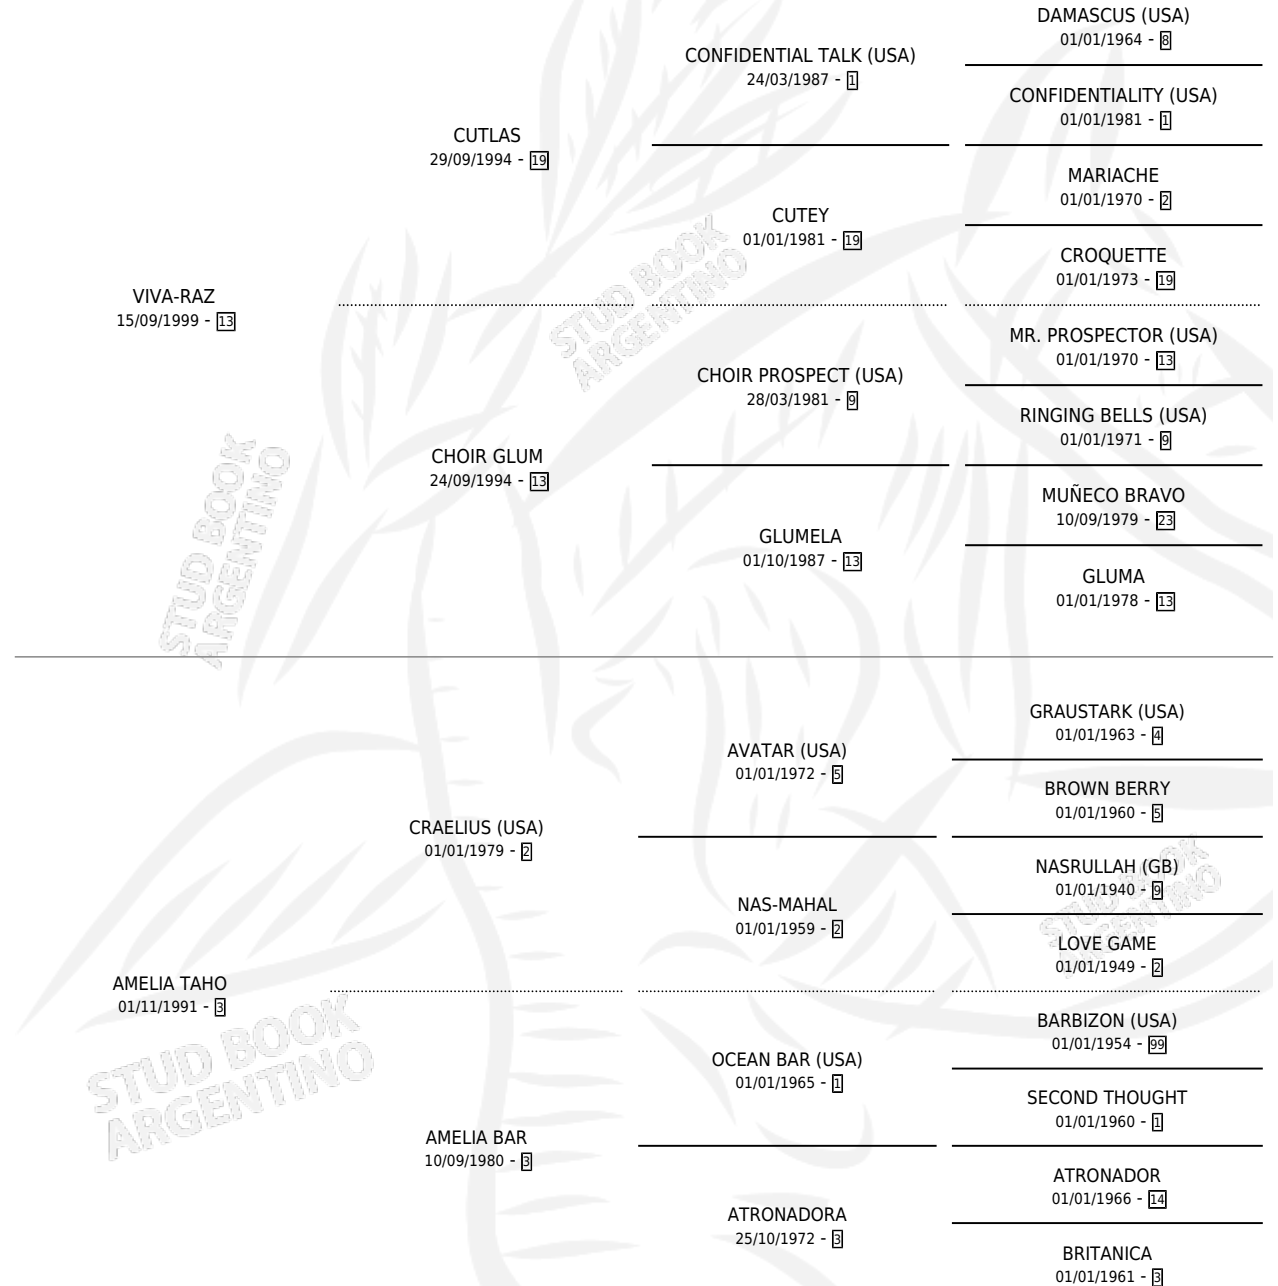 DAMASCUS (USA)
01/01/1964 - 8
CONFIDENTIAL TALK (USA)
24/03/1987 - 1
CONFIDENTIALITY (USA)
01/01/1981 - 1
CUTLAS
29/09/1994 - 19
MARIACHE
01/01/1970 - 2
CUTEY
01/01/1981 - 19
CROQUETTE
01/01/1973 - 19
VIVA-RAZ
15/09/1999 - 13
STUD BOOK
ARGENTINO
MR. PROSPECTOR (USA)
01/01/1970 - 13
CHOIR PROSPECT (USA)
28/03/1981 - 9
RINGING BELLS (USA)
01/01/1971 - 9
CHOIR GLUM
24/09/1994 - 13
MUÑECO BRAVO
10/09/1979 - 23
GLUMELA
01/10/1987 - 13
GLUMA
01/01/1978 - 13
STUD BOOK
ARGENTINO
GRAUSTARK (USA)
01/01/1963 - 4
AVATAR (USA)
01/01/1972 - 5
BROWN BERRY
01/01/1960 - 5
CRAELIUS (USA)
01/01/1979 - 2
NASRULLAH (GB)
01/01/1940 - 9
NAS-MAHAL
01/01/1959 - 2
LOVE GAME
01/01/1949 - 2
STUD BOOK
ARGENTINO
AMELIA TAHO
01/11/1991 - 3
BARBIZON (USA)
01/01/1954 - 99
OCEAN BAR (USA)
01/01/1965 - 1
SECOND THOUGHT
01/01/1960 - 1
AMELIA BAR
10/09/1980 - 3
ATRONADOR
01/01/1966 - 14
ATRONADORA
25/10/1972 - 3
BRITANICA
01/01/1961 - 3
STUD BOOK
ARGENTINO